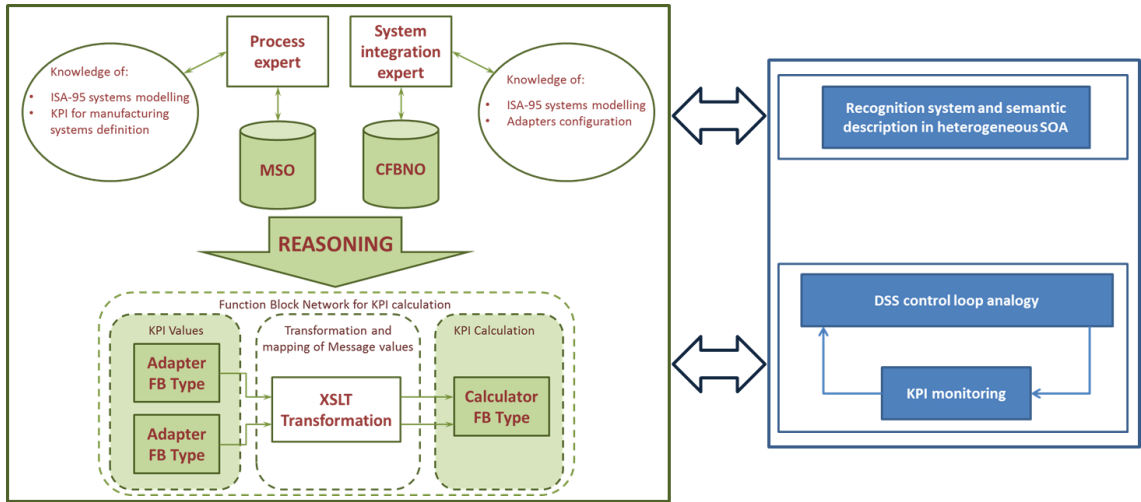 Process
expert
System
integration
expert
Knowledge of:
• ISA-95 systems modelling
• KPI for manufacturing
systems definition
Knowledge of:
• ISA-95 systems modelling
• Adapters configuration
MSO
CFBNO
REASONING
Function Block Network for KPI calculation
KPI Values
Adapter
FB Type
Adapter
FB Type
Transformation and
mapping of Message values
XSLT
Transformation
KPI Calculation
Calculator
FB Type
Recognition system and semantic
description in heterogeneous SOA
DSS control loop analogy
KPI monitoring